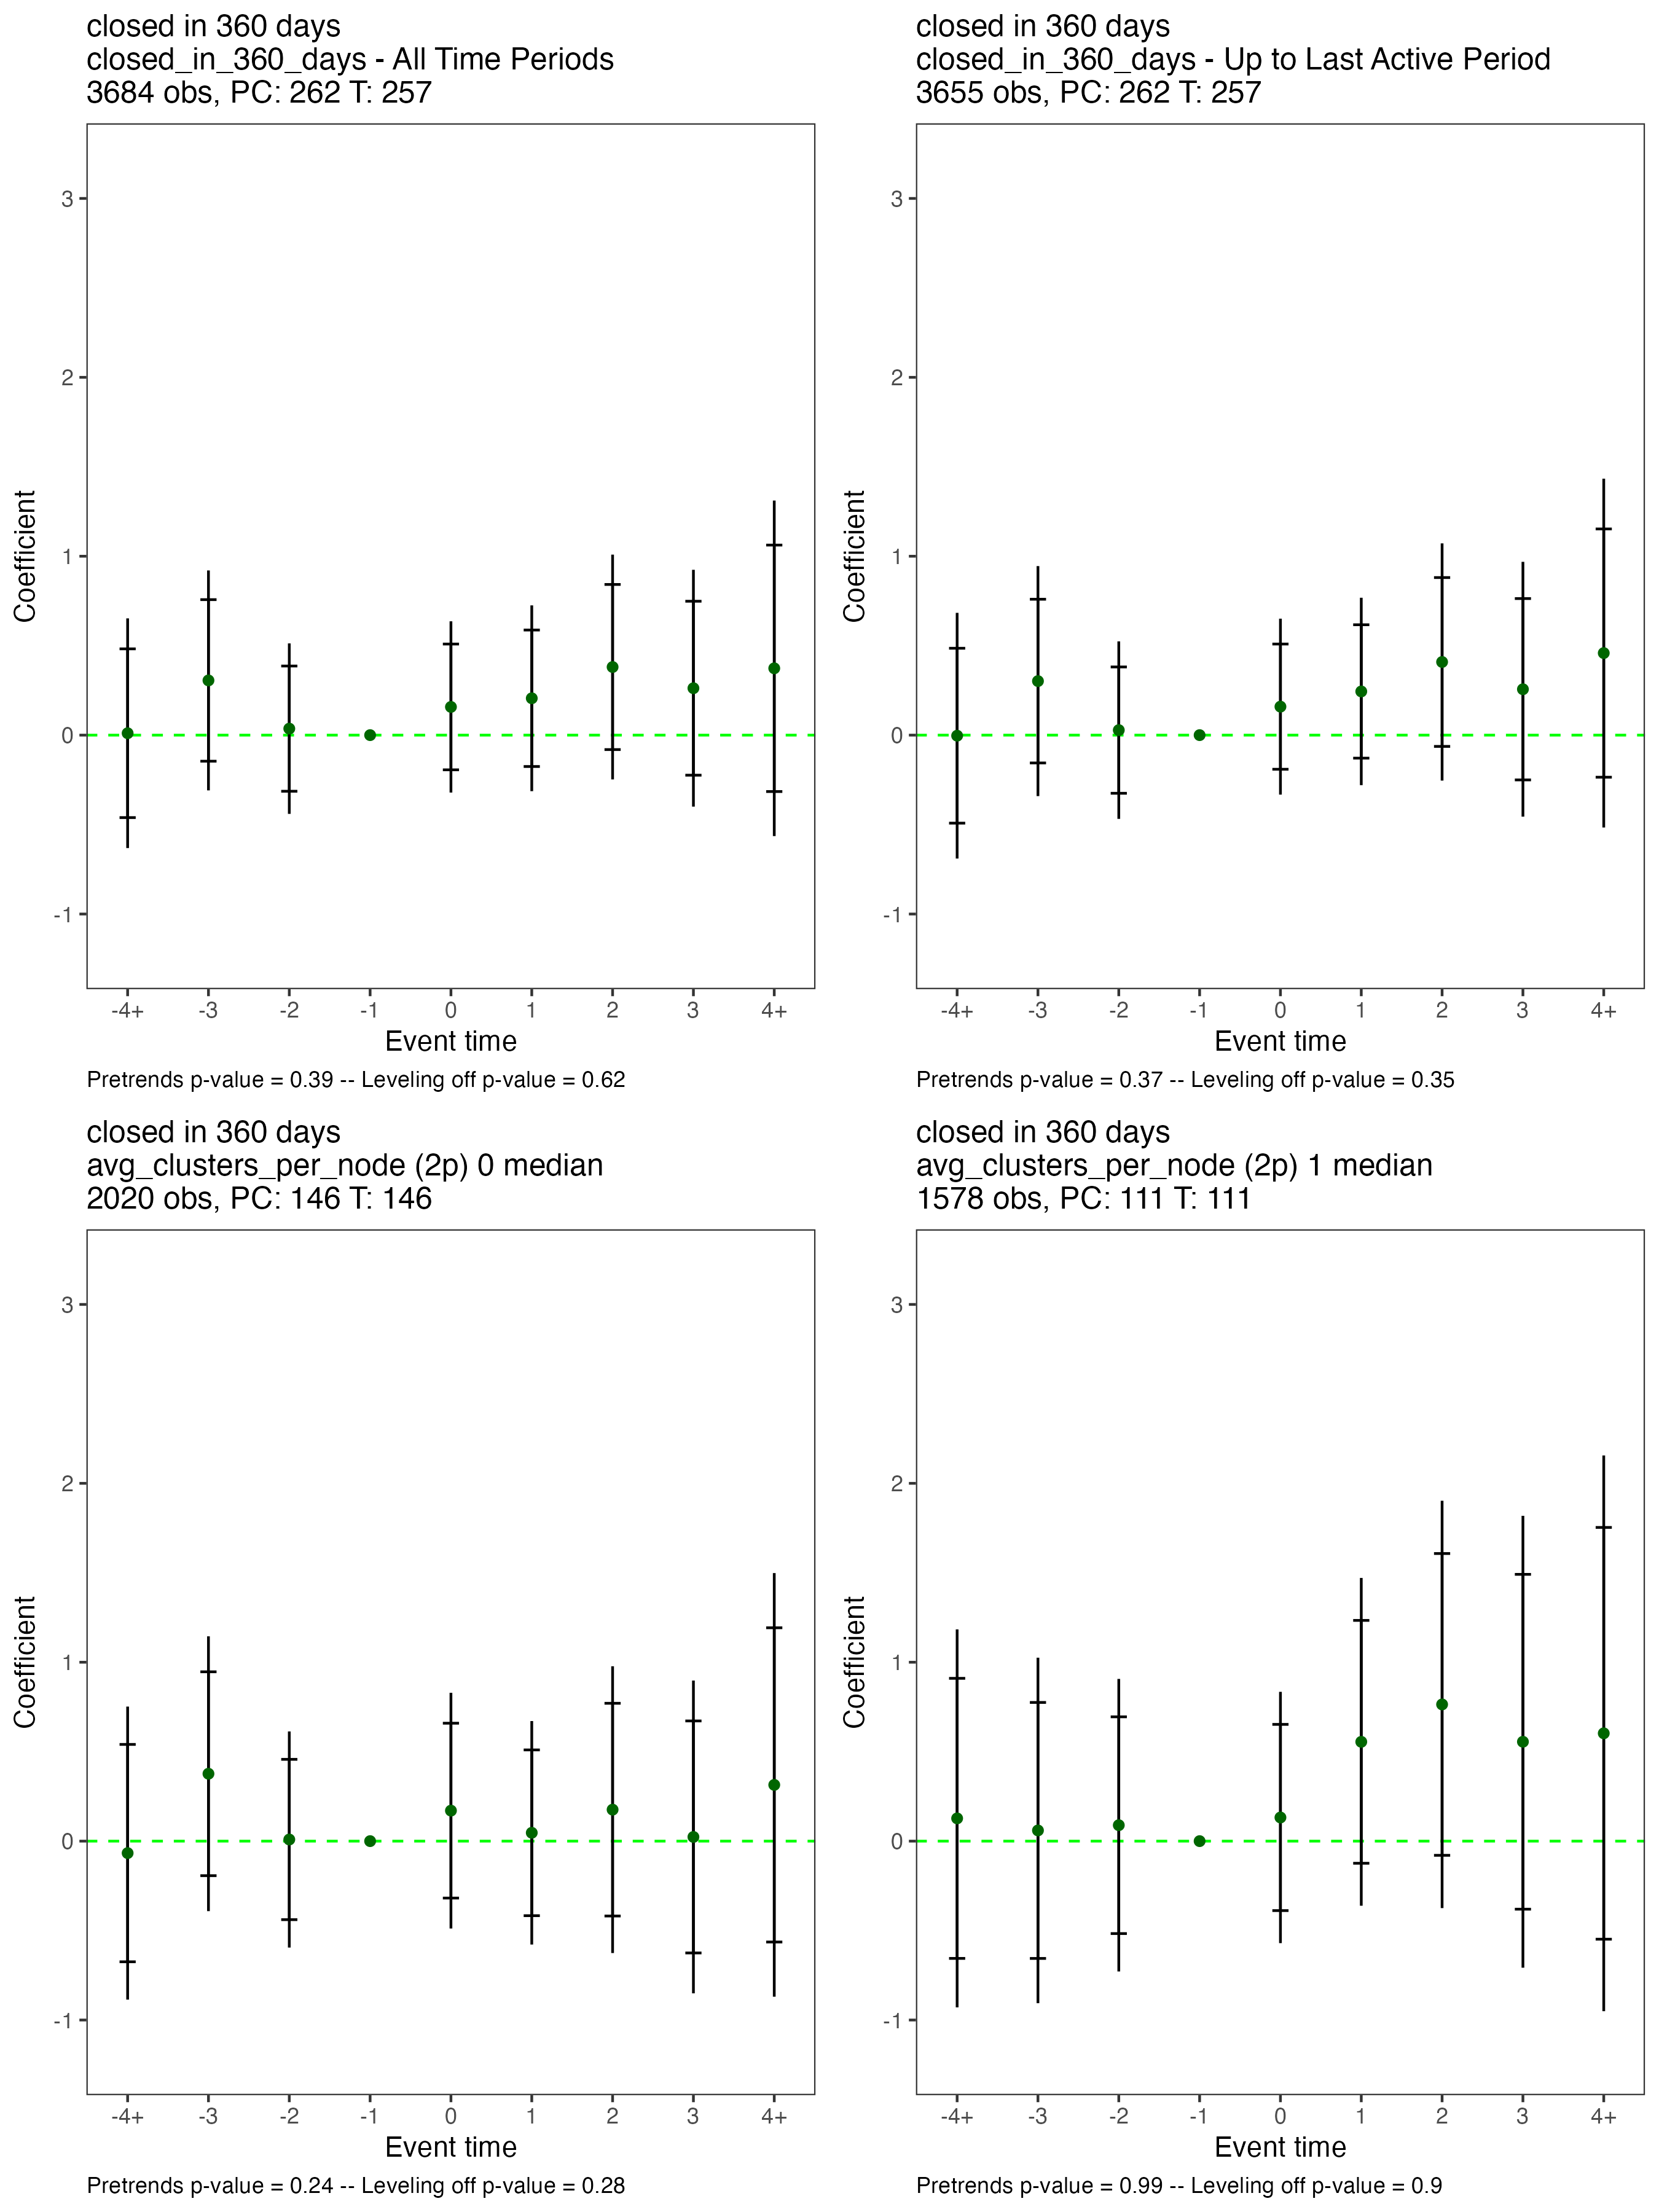 closed in 360 days
closed_in_360_days - All Time Periods
3684 obs, PC: 262 T: 257
3
2
1
0
-1
Coefficient
-4+ -3 -2 -1 0 1 2 3 4+
Event time
Pretrends p-value = 0.39 -- Leveling off p-value = 0.62
closed in 360 days
closed_in_360_days - Up to Last Active Period
3655 obs, PC: 262 T: 257
3
2
1
0
-1
Coefficient
-4+ -3 -2 -1 0 1 2 3 4+
Event time
Pretrends p-value = 0.37 -- Leveling off p-value = 0.35
closed in 360 days
avg_clusters_per_node (2p) 0 median
2020 obs, PC: 146 T: 146
3
2
1
0
-1
Coefficient
-4+ -3 -2 -1 0 1 2 3 4+
Event time
Pretrends p-value = 0.24 -- Leveling off p-value = 0.28
closed in 360 days
avg_clusters_per_node (2p) 1 median
1578 obs, PC: 111 T: 111
3
2
1
0
-1
Coefficient
-4+ -3 -2 -1 0 1 2 3 4+
Event time
Pretrends p-value = 0.99 -- Leveling off p-value = 0.9